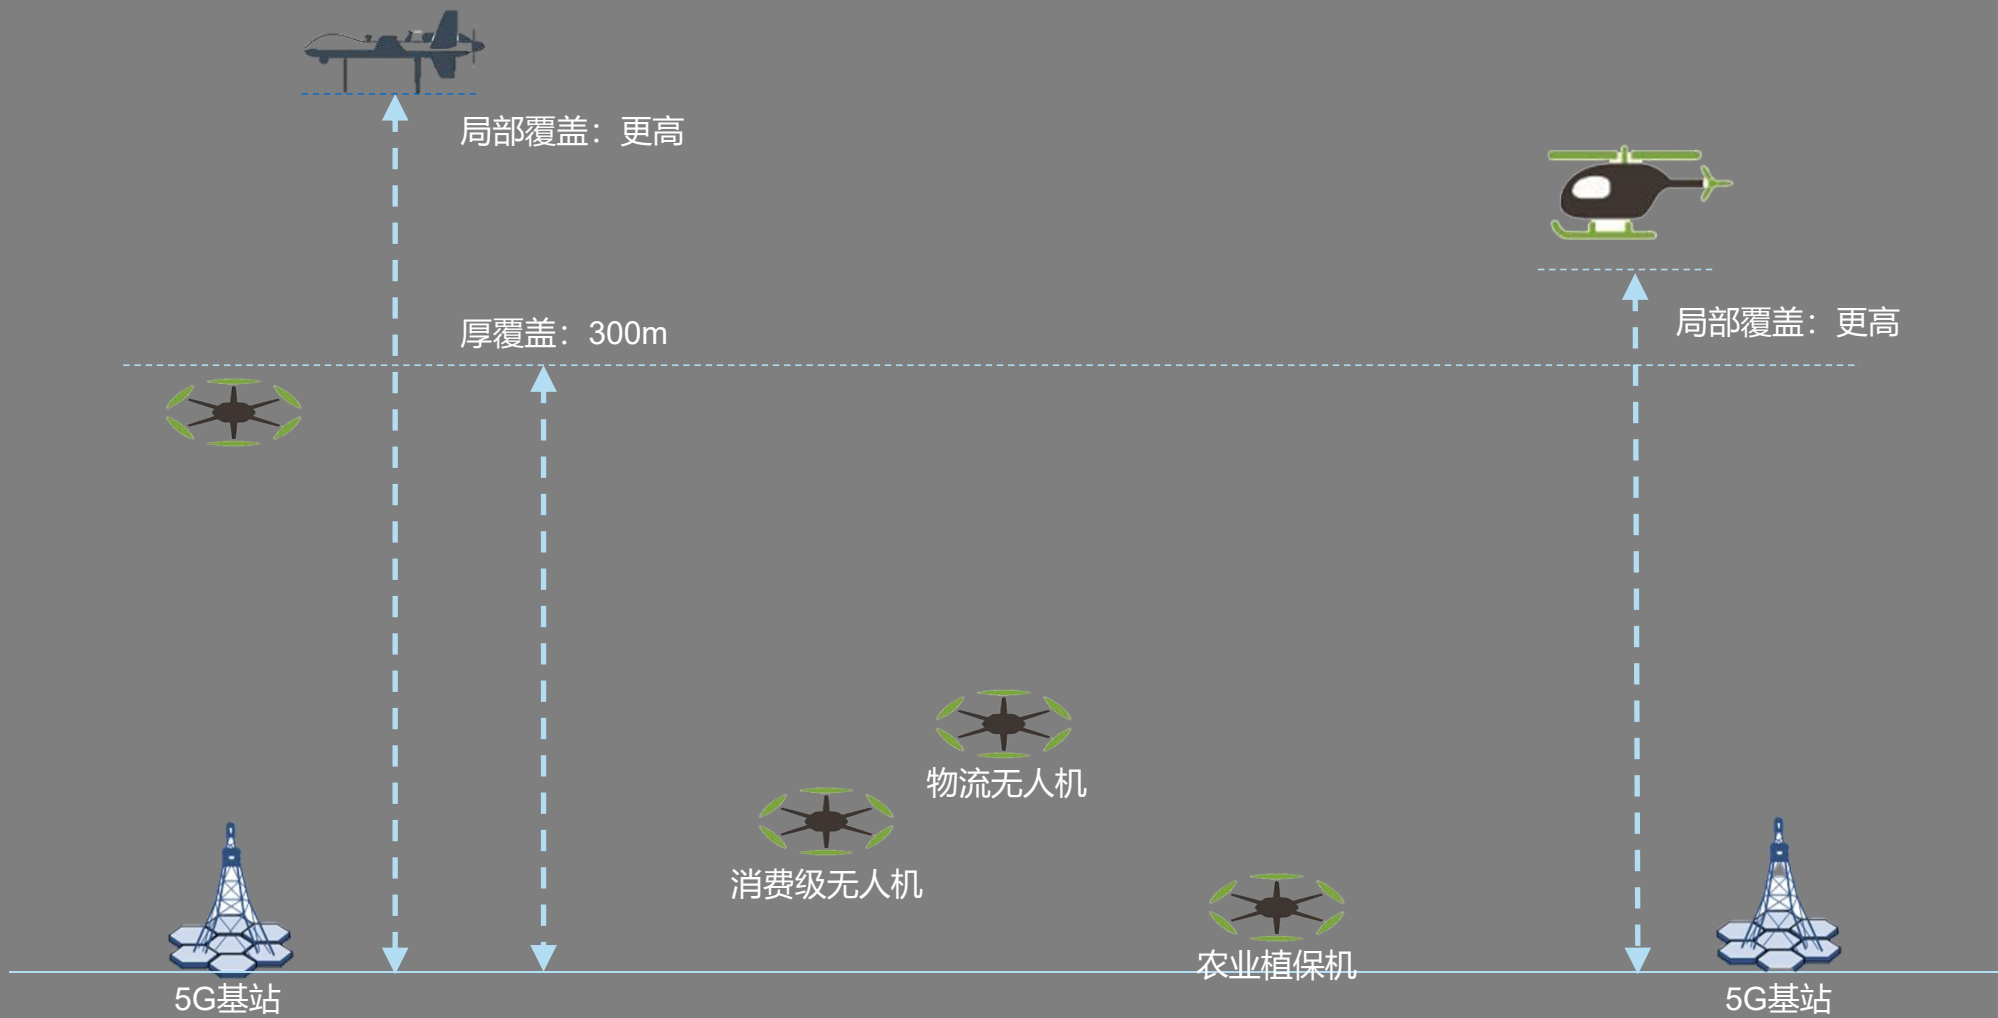 局部覆盖：更高
局部覆盖：更高
厚覆盖：300m
物流无人机
消费级无人机
农业植保机
5G基站
5G基站